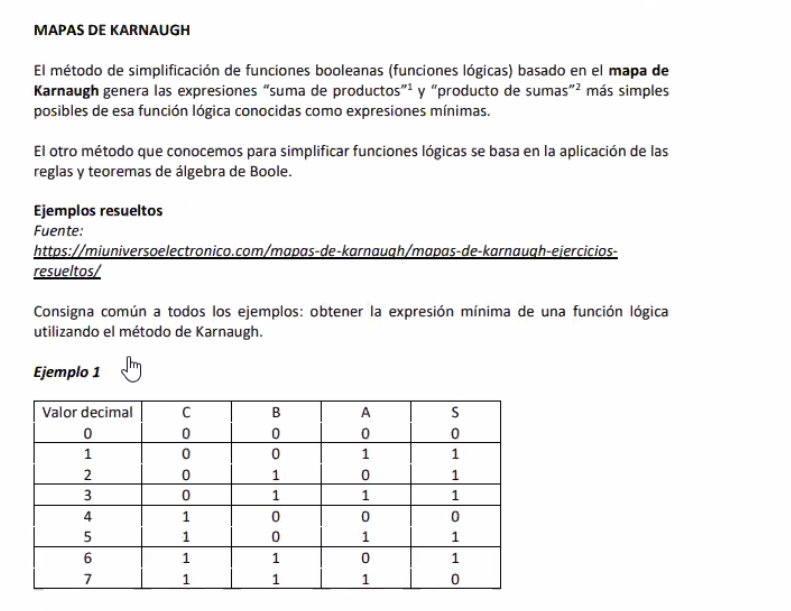 MAPAS DE KARNAUGH
El método de simplificación de funciones booleanas (funciones lógicas) basado en el mapa de
Karnaugh genera las expresiones “suma de productos”¹ y “producto de sumas”² más simples
posibles de esa función lógica conocidas como expresiones mínimas.
El otro método que conocemos para simplificar funciones lógicas se basa en la aplicación de las
reglas y teoremas de álgebra de Boole.
Ejemplos resueltos
Fuente:
https://miuniversoelectronico.com/mapas-de-karnaugh/mapas-de-karnaugh-ejercicios-
resueltos/
Consigna común a todos los ejemplos: obtener la expresión mínima de una función lógica
utilizando el método de Karnaugh.
Ejemplo 1
Valor decimal C B A S
0 0 0 0 0
1 0 0 1 1
2 0 1 0 1
3 0 1 1 1
4 1 0 0 0
5 1 0 1 1
6 1 1 0 1
7 1 1 1 0